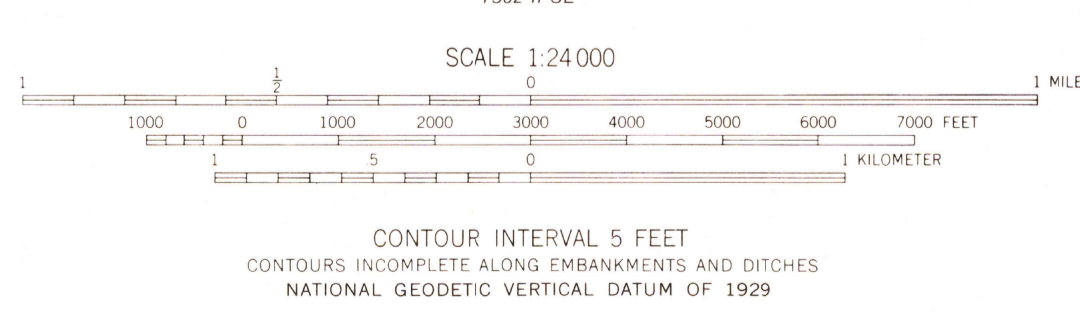 SCALE 1:24 000
1 ½ 0 1 MILE
1000 0 1000 2000 3000 4000 5000 6000 7000 FEET
1 .5 0 1 KILOMETER
CONTOUR INTERVAL 5 FEET
CONTOURS INCOMPLETE ALONG EMBANKMENTS AND DITCHES
NATIONAL GEODETIC VERTICAL DATUM OF 1929